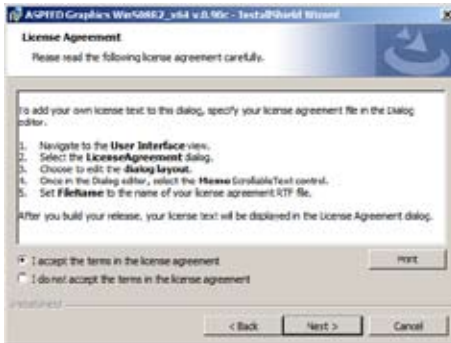 ASPEED Graphics WinS08R2_x64 v.0.90c - InstallShield Wizard
License Agreement
Please read the following license agreement carefully.
To add your own license text to this dialog, specify your license agreement file in the Dialog
editor.
1. Navigate to the User Interface view.
2. Select the LicenseAgreement dialog.
3. Choose to edit the dialog layout.
4. Once in the Dialog editor, select the Memo ScrollableText control.
5. Set FileName to the name of your license agreement RTF file.
After you build your release, your license text will be displayed in the License Agreement dialog.
I accept the terms in the license agreement
Print
I do not accept the terms in the license agreement
InstallShield
< Back
Next >
Cancel